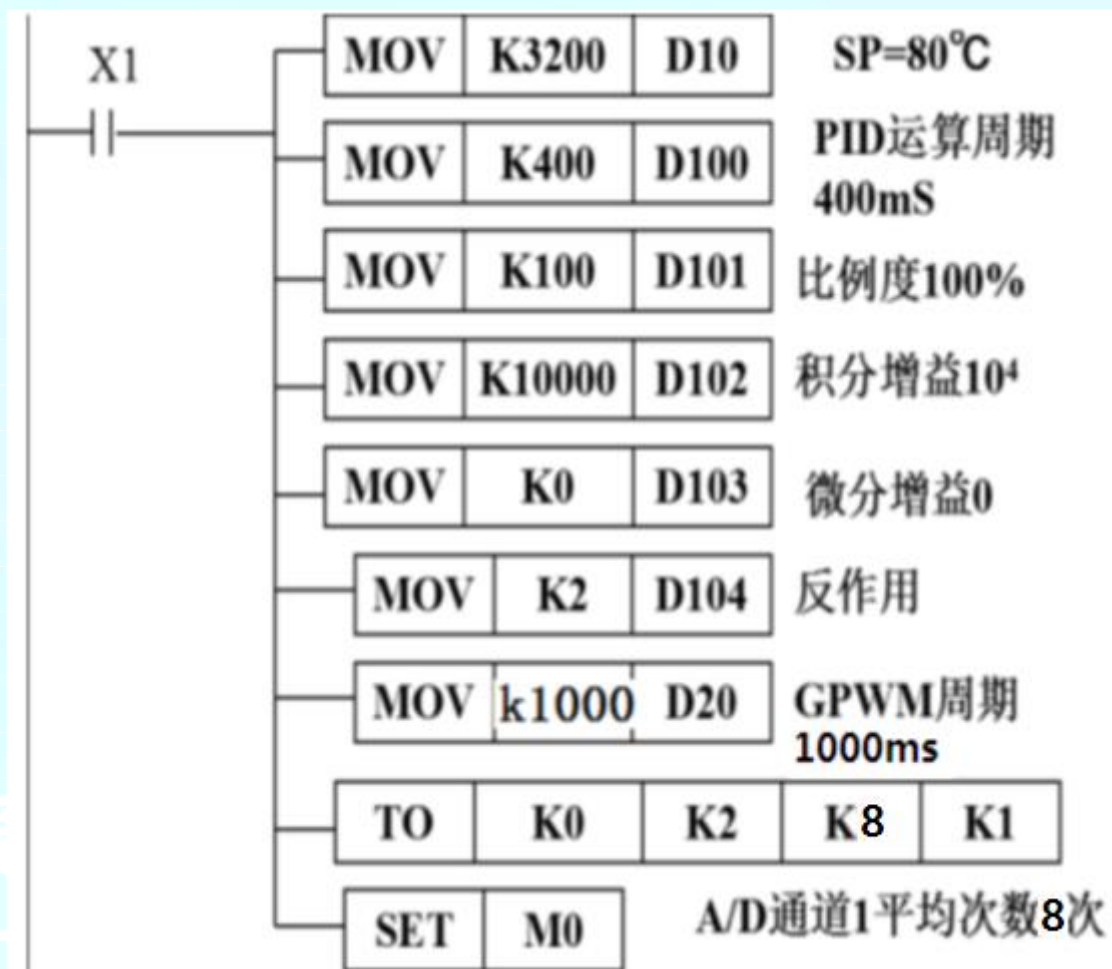 X1
MOV K3200 D10 SP=80℃
MOV K400 D100 PID运算周期
400mS
MOV K100 D101 比例度100%
MOV K10000 D102 积分增益10⁴
MOV K0 D103 微分增益0
MOV K2 D104 反作用
MOV k1000 D20 GPWM周期
1000ms
TO K0 K2 K8 K1
SET M0 A/D通道1平均次数8次